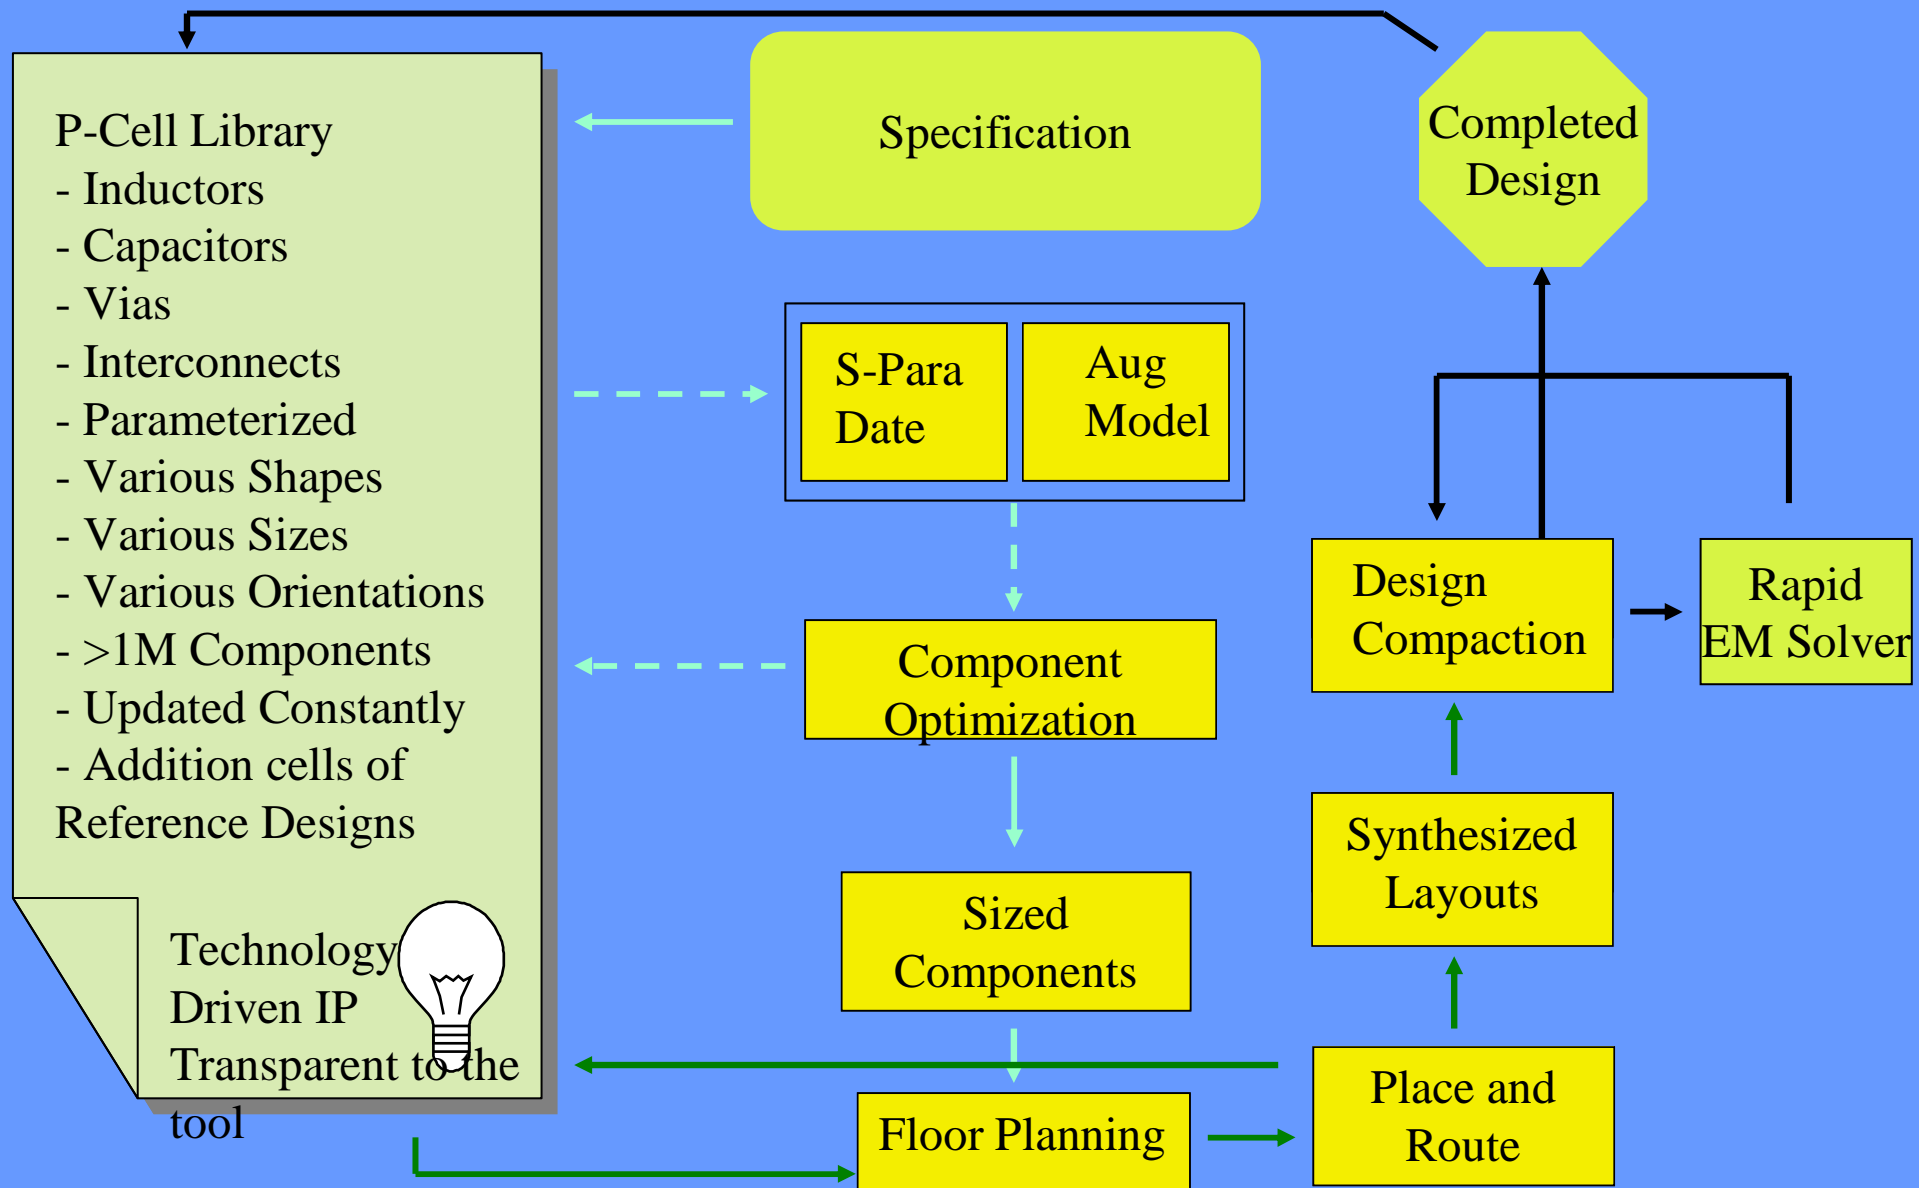 P-Cell Library
- Inductors
- Capacitors
- Vias
- Interconnects
- Parameterized
- Various Shapes
- Various Sizes
- Various Orientations
- >1M Components
- Updated Constantly
- Addition cells of
Reference Designs
Technology
Driven IP
Transparent to the
tool
Specification
S-Para
Date
Aug
Model
Component
Optimization
Sized
Components
Floor Planning
Completed
Design
Design
Compaction
Rapid
EM Solver
Synthesized
Layouts
Place and
Route